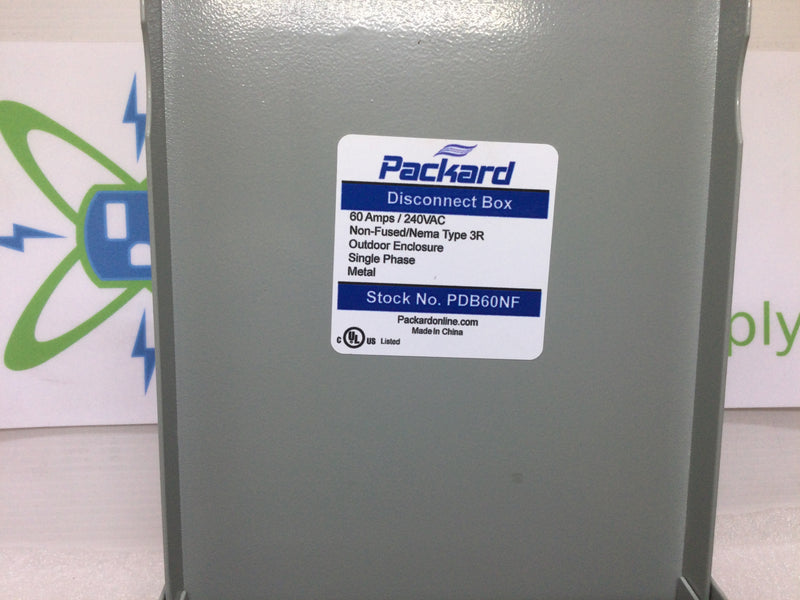 Packard
Disconnect Box
60 Amps / 240VAC
Non-Fused/Nema Type 3R
Outdoor Enclosure
Single Phase
Metal
Stock No. PDB60NF
Packardonline.com
Made in China
C UL US Listed
ply